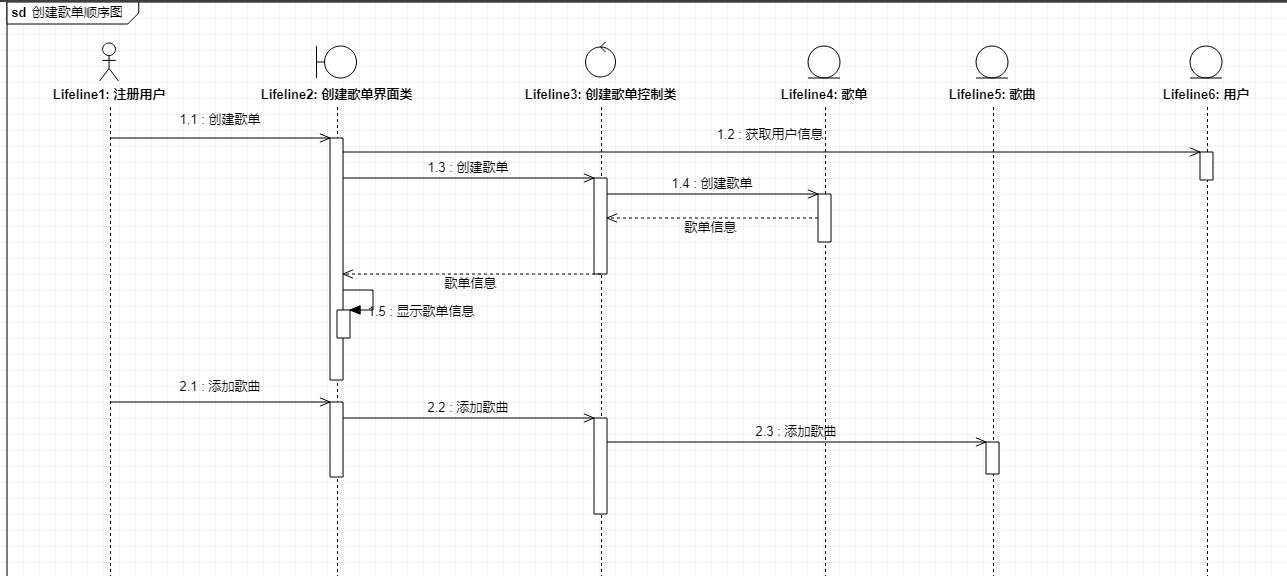 sd 创建歌单顺序图
Lifeline1: 注册用户
Lifeline2: 创建歌单界面类
Lifeline3: 创建歌单控制类
Lifeline4: 歌单
Lifeline5: 歌曲
Lifeline6: 用户
1.1 : 创建歌单
1.2 : 获取用户信息
1.3 : 创建歌单
1.4 : 创建歌单
歌单信息
歌单信息
1.5 : 显示歌单信息
2.1 : 添加歌曲
2.2 : 添加歌曲
2.3 : 添加歌曲